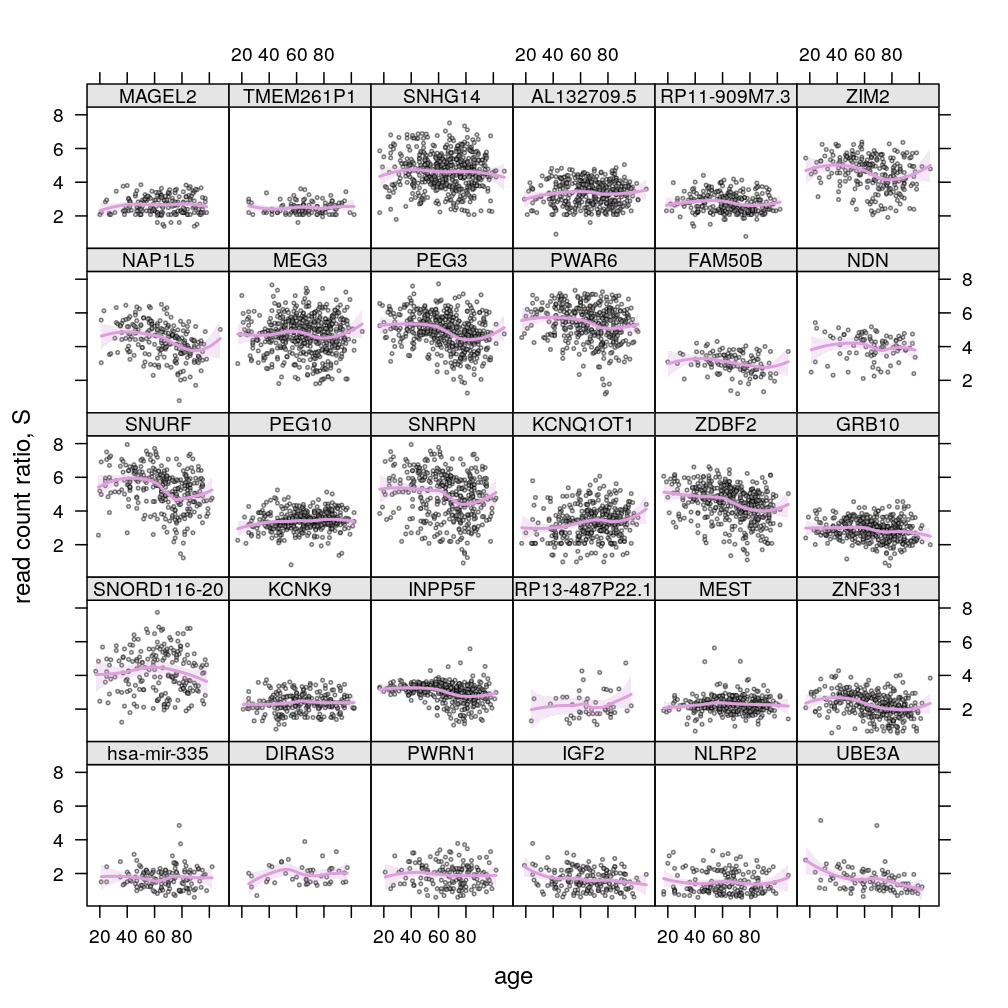 20 40 60 80 20 40 60 80 20 40 60 80
MAGEL2 TMEM261P1 SNHG14 AL132709.5 RP11-909M7.3 ZIM2
8
6
4
2
NAP1L5 MEG3 PEG3 PWAR6 FAM50B NDN
8
6
4
2
SNURF PEG10 SNRPN KCNQ1OT1 ZDBF2 GRB10
8
6
4
2
read count ratio, S
SNORD116-20 KCNK9 INPP5F RP13-487P22.1 MEST ZNF331
8
6
4
2
hsa-mir-335 DIRAS3 PWRN1 IGF2 NLRP2 UBE3A
8
6
4
2
20 40 60 80 20 40 60 80 20 40 60 80
age